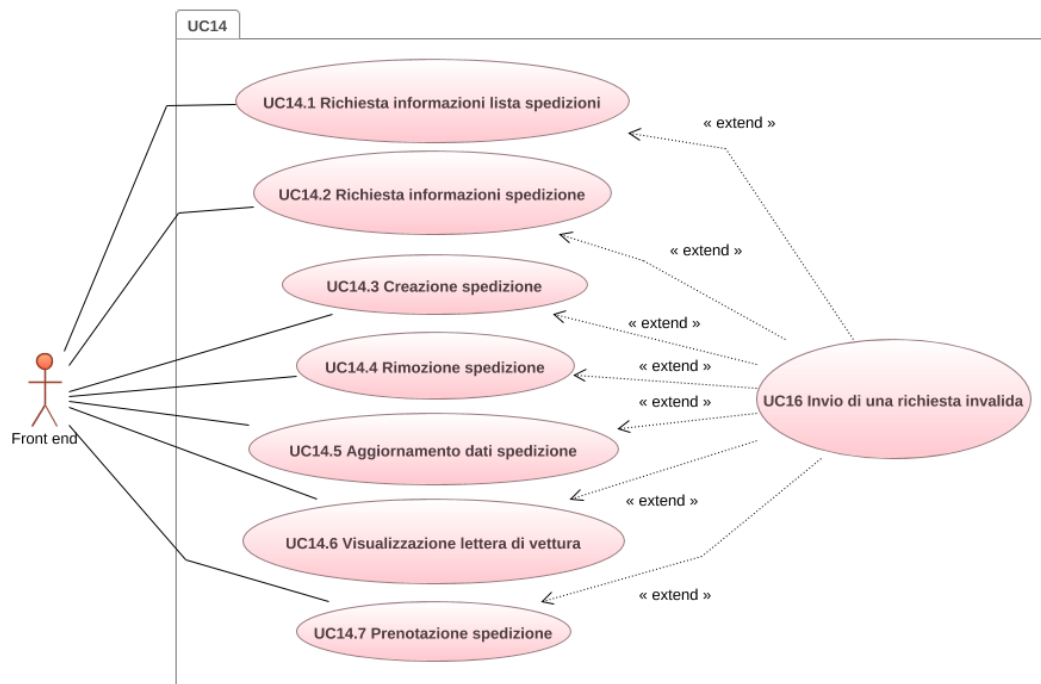 UC14
UC14.1 Richiesta informazioni lista spedizioni
« extend »
UC14.2 Richiesta informazioni spedizione
« extend »
UC14.3 Creazione spedizione
« extend »
UC14.4 Rimozione spedizione
« extend »
UC16 Invio di una richiesta invalida
« extend »
Front end
UC14.5 Aggiornamento dati spedizione
« extend »
UC14.6 Visualizzazione lettera di vettura
« extend »
UC14.7 Prenotazione spedizione